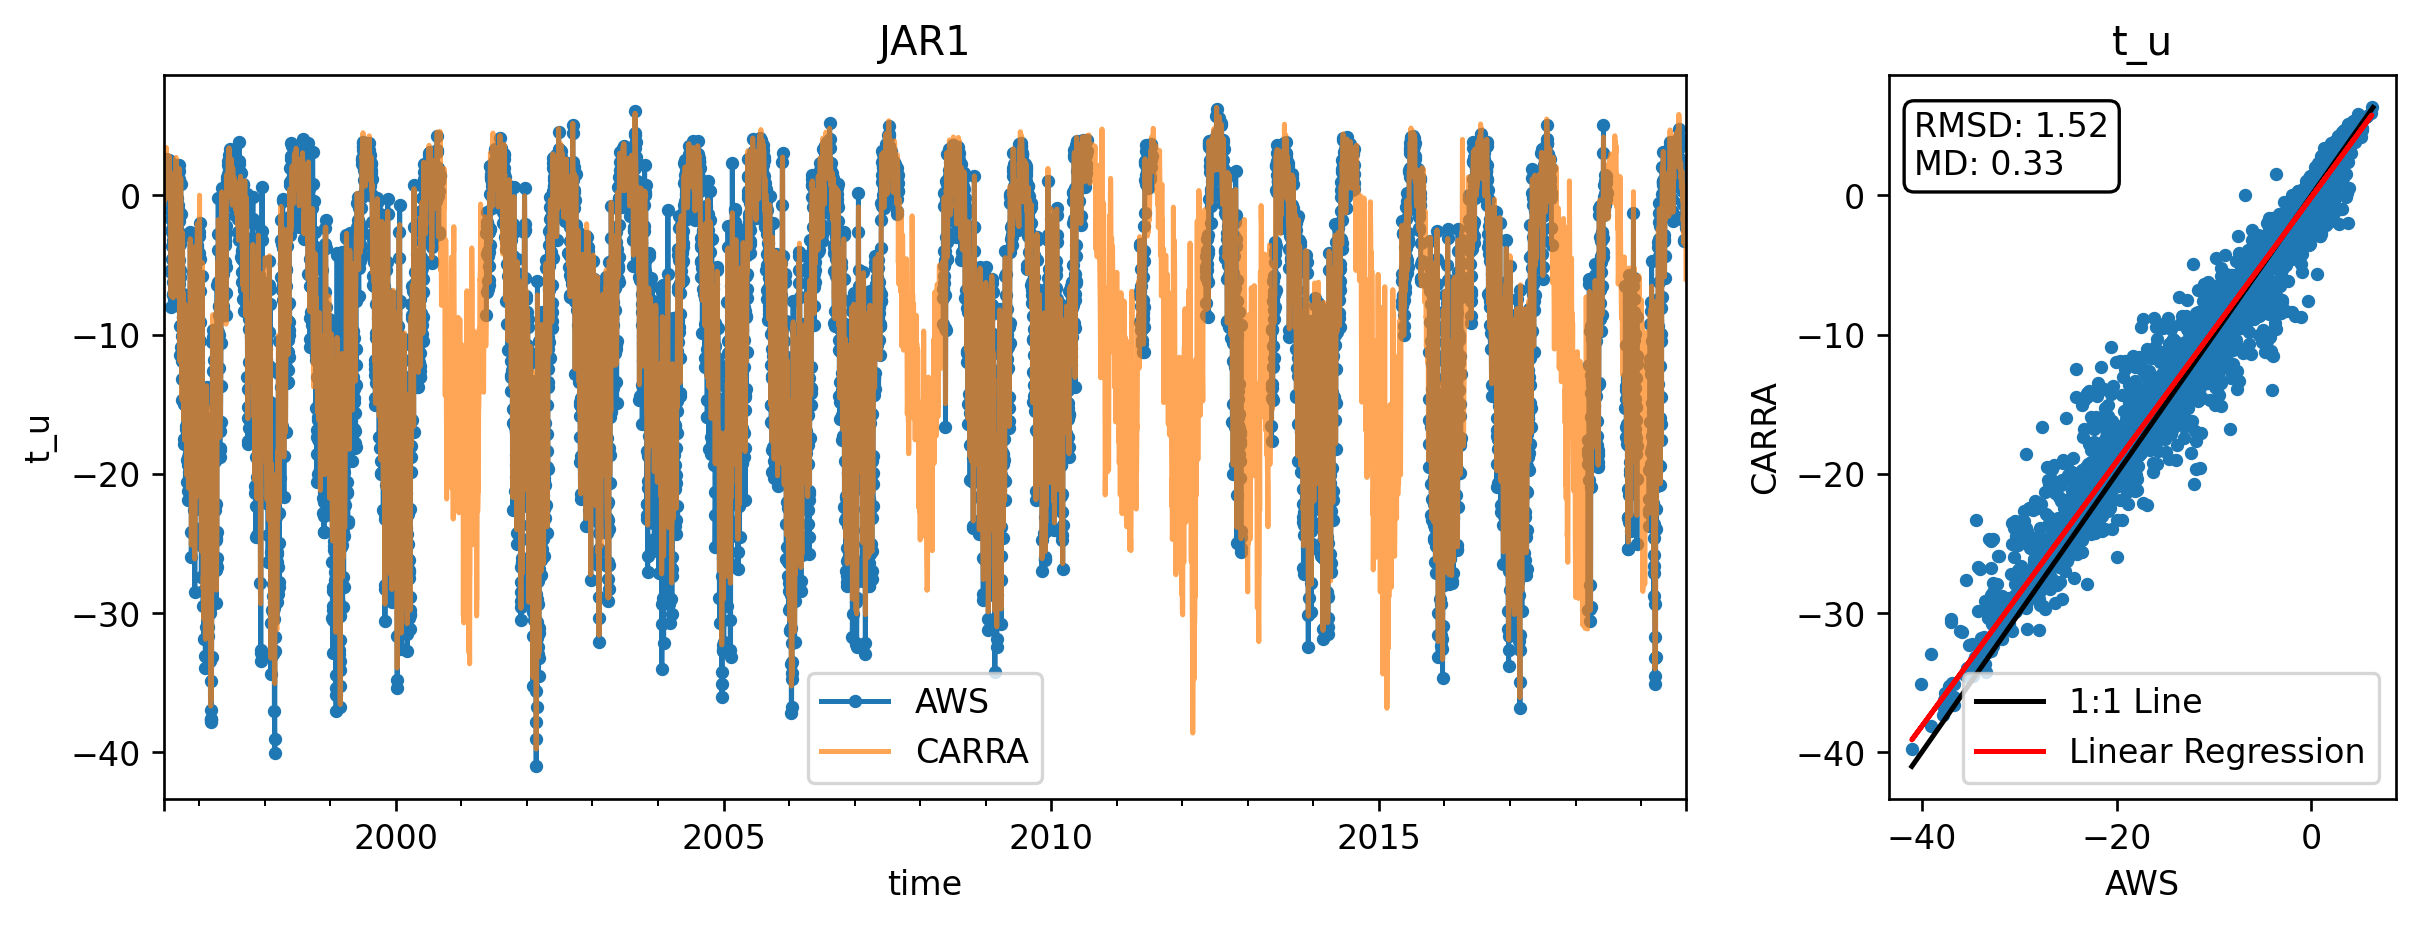 JAR1
t_u
0
−10
−20
−30
−40
2000
2005
2010
2015
time
AWS
CARRA
t_u
CARRA
0
−10
−20
−30
−40
−40
−20
0
AWS
RMSD: 1.52
MD: 0.33
1:1 Line
Linear Regression